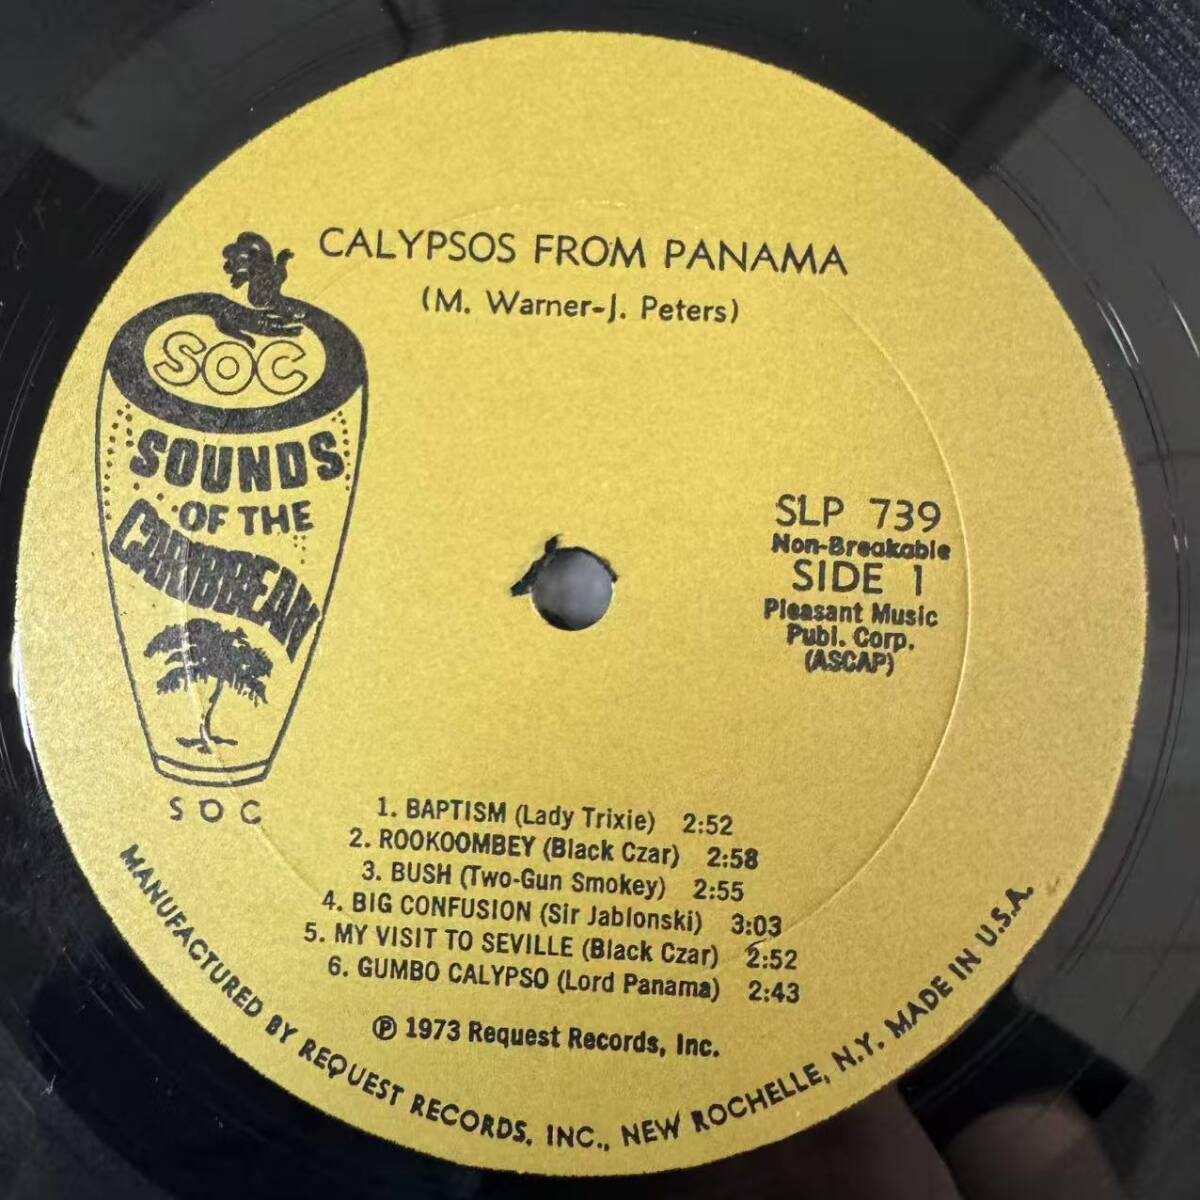 CALYPSOS FROM PANAMA
(M. Warner-J. Peters)
SOC
SOUNDS
OF THE
CARIBBEAN
SOC
SLP 739
Non-Breakable
SIDE 1
Pleasant Music
Publ. Corp.
(ASCAP)
1. BAPTISM (Lady Trixie) 2:52
2. ROOKOOMBEY (Black Czar) 2:58
3. BUSH (Two-Gun Smokey) 2:55
4. BIG CONFUSION (Sir Jablonski) 3:03
5. MY VISIT TO SEVILLE (Black Czar) 2:52
6. GUMBO CALYPSO (Lord Panama) 2:43
℗ 1973 Request Records, Inc.
MANUFACTURED BY REQUEST RECORDS, INC., NEW ROCHELLE, N.Y. MADE IN U.S.A.